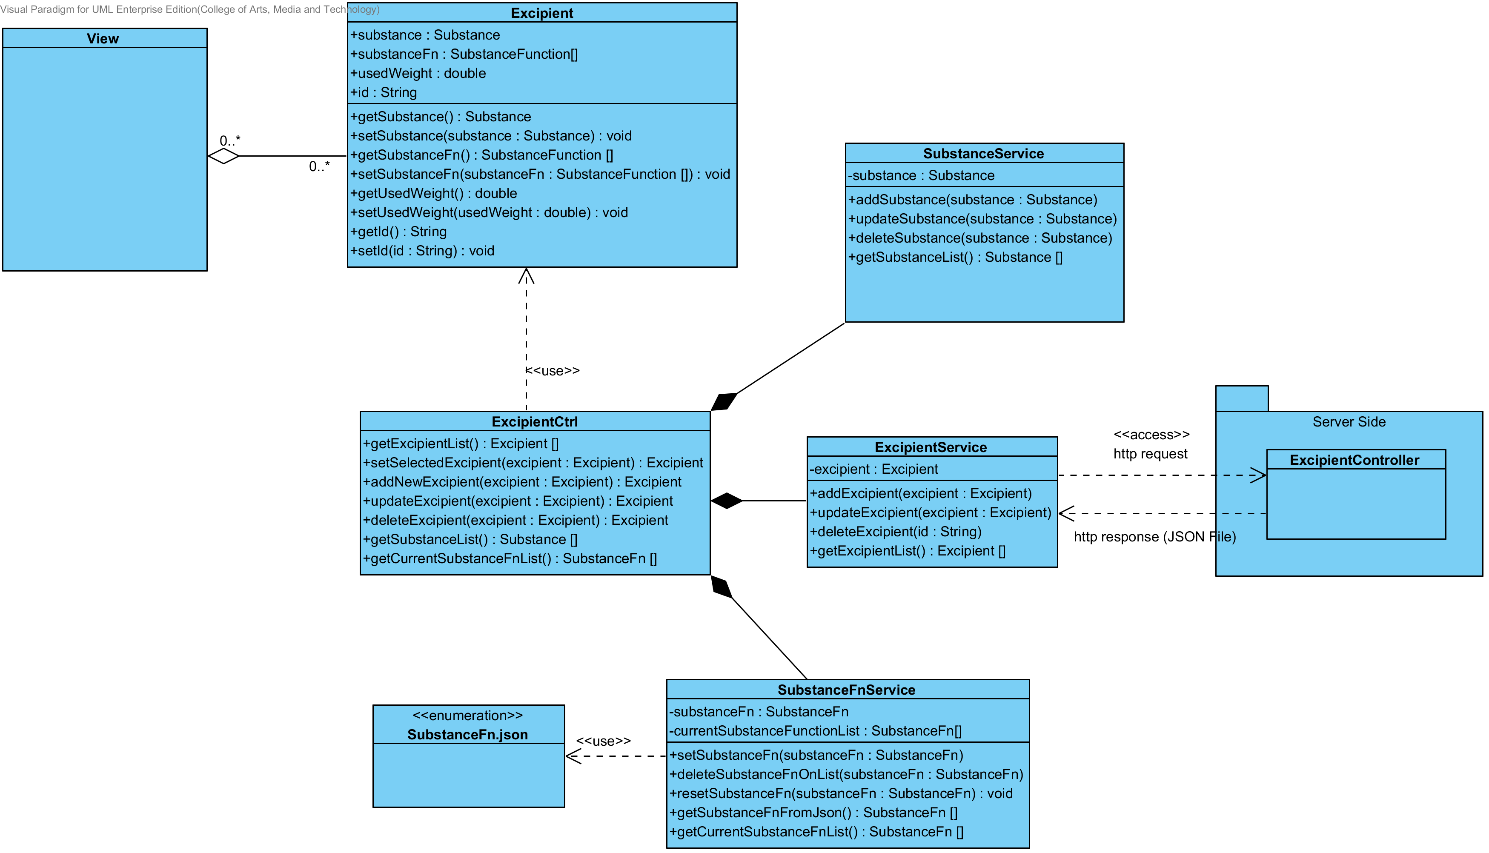 Visual Paradigm for UML Enterprise Edition(College of Arts, Media and Technology)
View
0..*
0..*
Excipient
+substance : Substance
+substanceFn : SubstanceFunction[]
+usedWeight : double
+id : String
+getSubstance() : Substance
+setSubstance(substance : Substance) : void
+getSubstanceFn() : SubstanceFunction []
+setSubstanceFn(substanceFn : SubstanceFunction []) : void
+getUsedWeight() : double
+setUsedWeight(usedWeight : double) : void
+getId() : String
+setId(id : String) : void
SubstanceService
-substance : Substance
+addSubstance(substance : Substance)
+updateSubstance(substance : Substance)
+deleteSubstance(substance : Substance)
+getSubstanceList() : Substance []
<<use>>
ExcipientCtrl
+getExcipientList() : Excipient []
+setSelectedExcipient(excipient : Excipient) : Excipient
+addNewExcipient(excipient : Excipient) : Excipient
+updateExcipient(excipient : Excipient) : Excipient
+deleteExcipient(excipient : Excipient) : Excipient
+getSubstanceList() : Substance []
+getCurrentSubstanceFnList() : SubstanceFn []
ExcipientService
-excipient : Excipient
+addExcipient(excipient : Excipient)
+updateExcipient(excipient : Excipient)
+deleteExcipient(id : String)
+getExcipientList() : Excipient []
<<access>>
http request
http response (JSON File)
Server Side
ExcipientController
<<enumeration>>
SubstanceFn.json
<<use>>
SubstanceFnService
-substanceFn : SubstanceFn
-currentSubstanceFunctionList : SubstanceFn[]
+setSubstanceFn(substanceFn : SubstanceFn)
+deleteSubstanceFnOnList(substanceFn : SubstanceFn)
+resetSubstanceFn(substanceFn : SubstanceFn) : void
+getSubstanceFnFromJson() : SubstanceFn []
+getCurrentSubstanceFnList() : SubstanceFn []